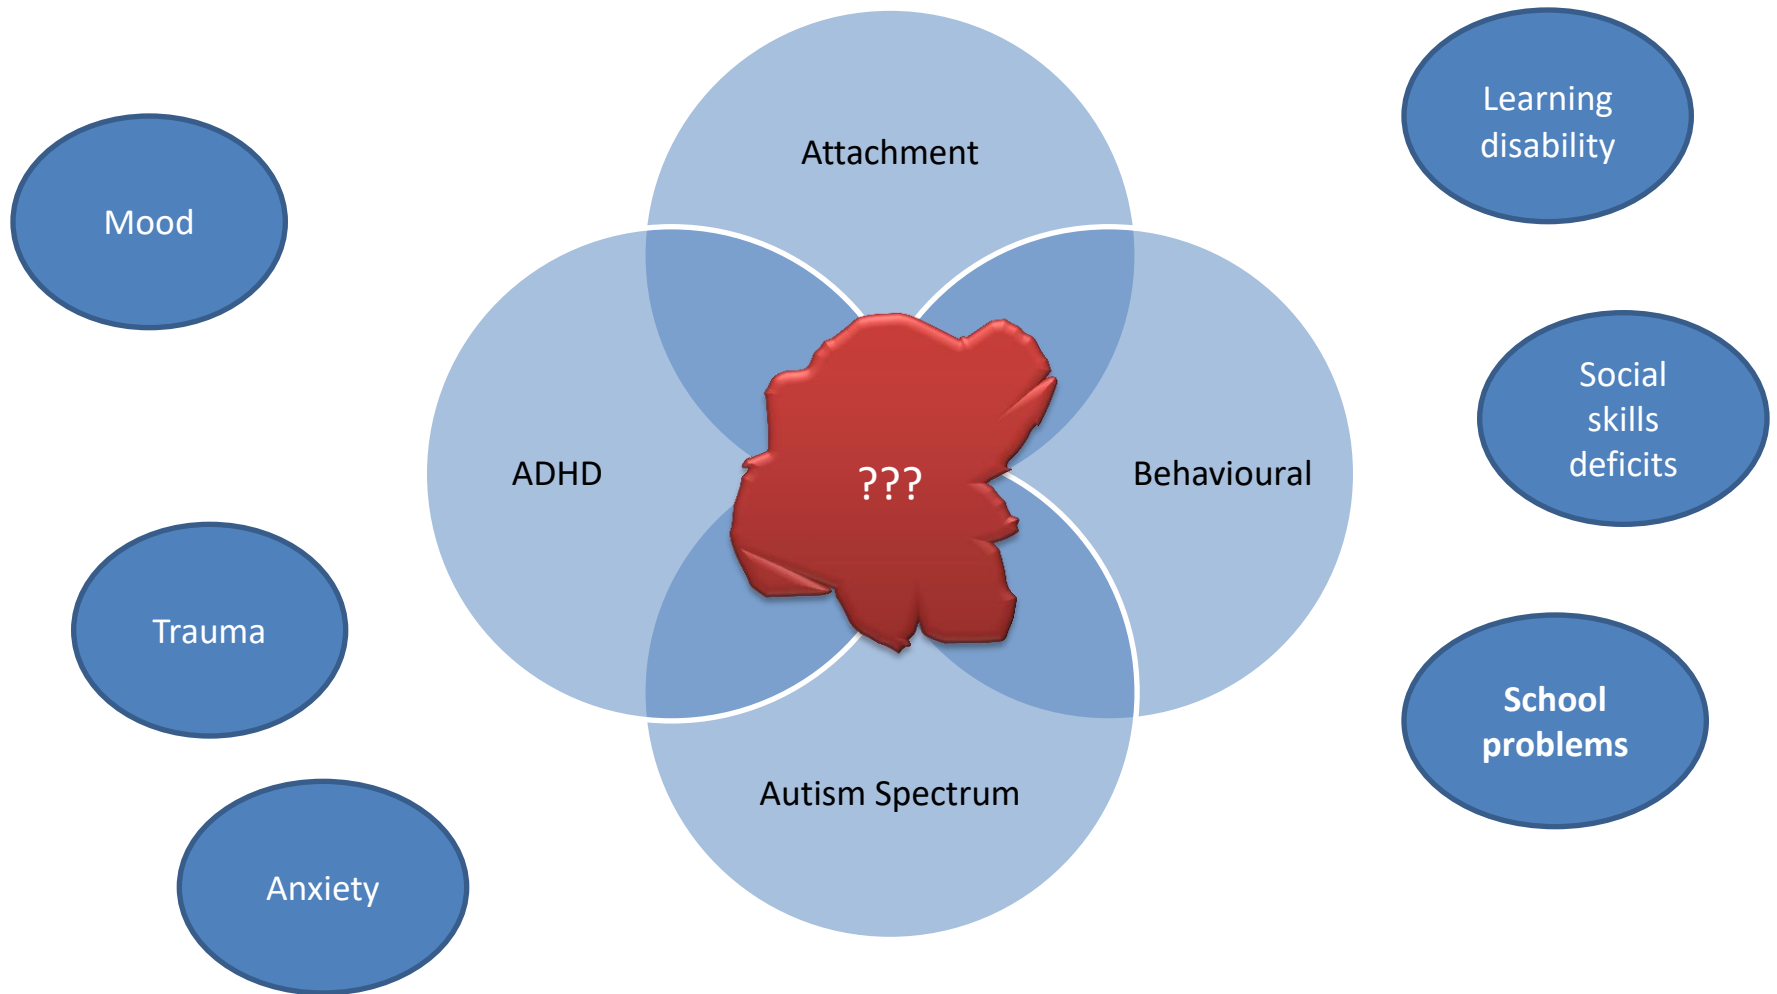 Attachment
Learning
disability
Mood
Social
skills
deficits
ADHD
???
Behavioural
Trauma
School
problems
Autism Spectrum
Anxiety